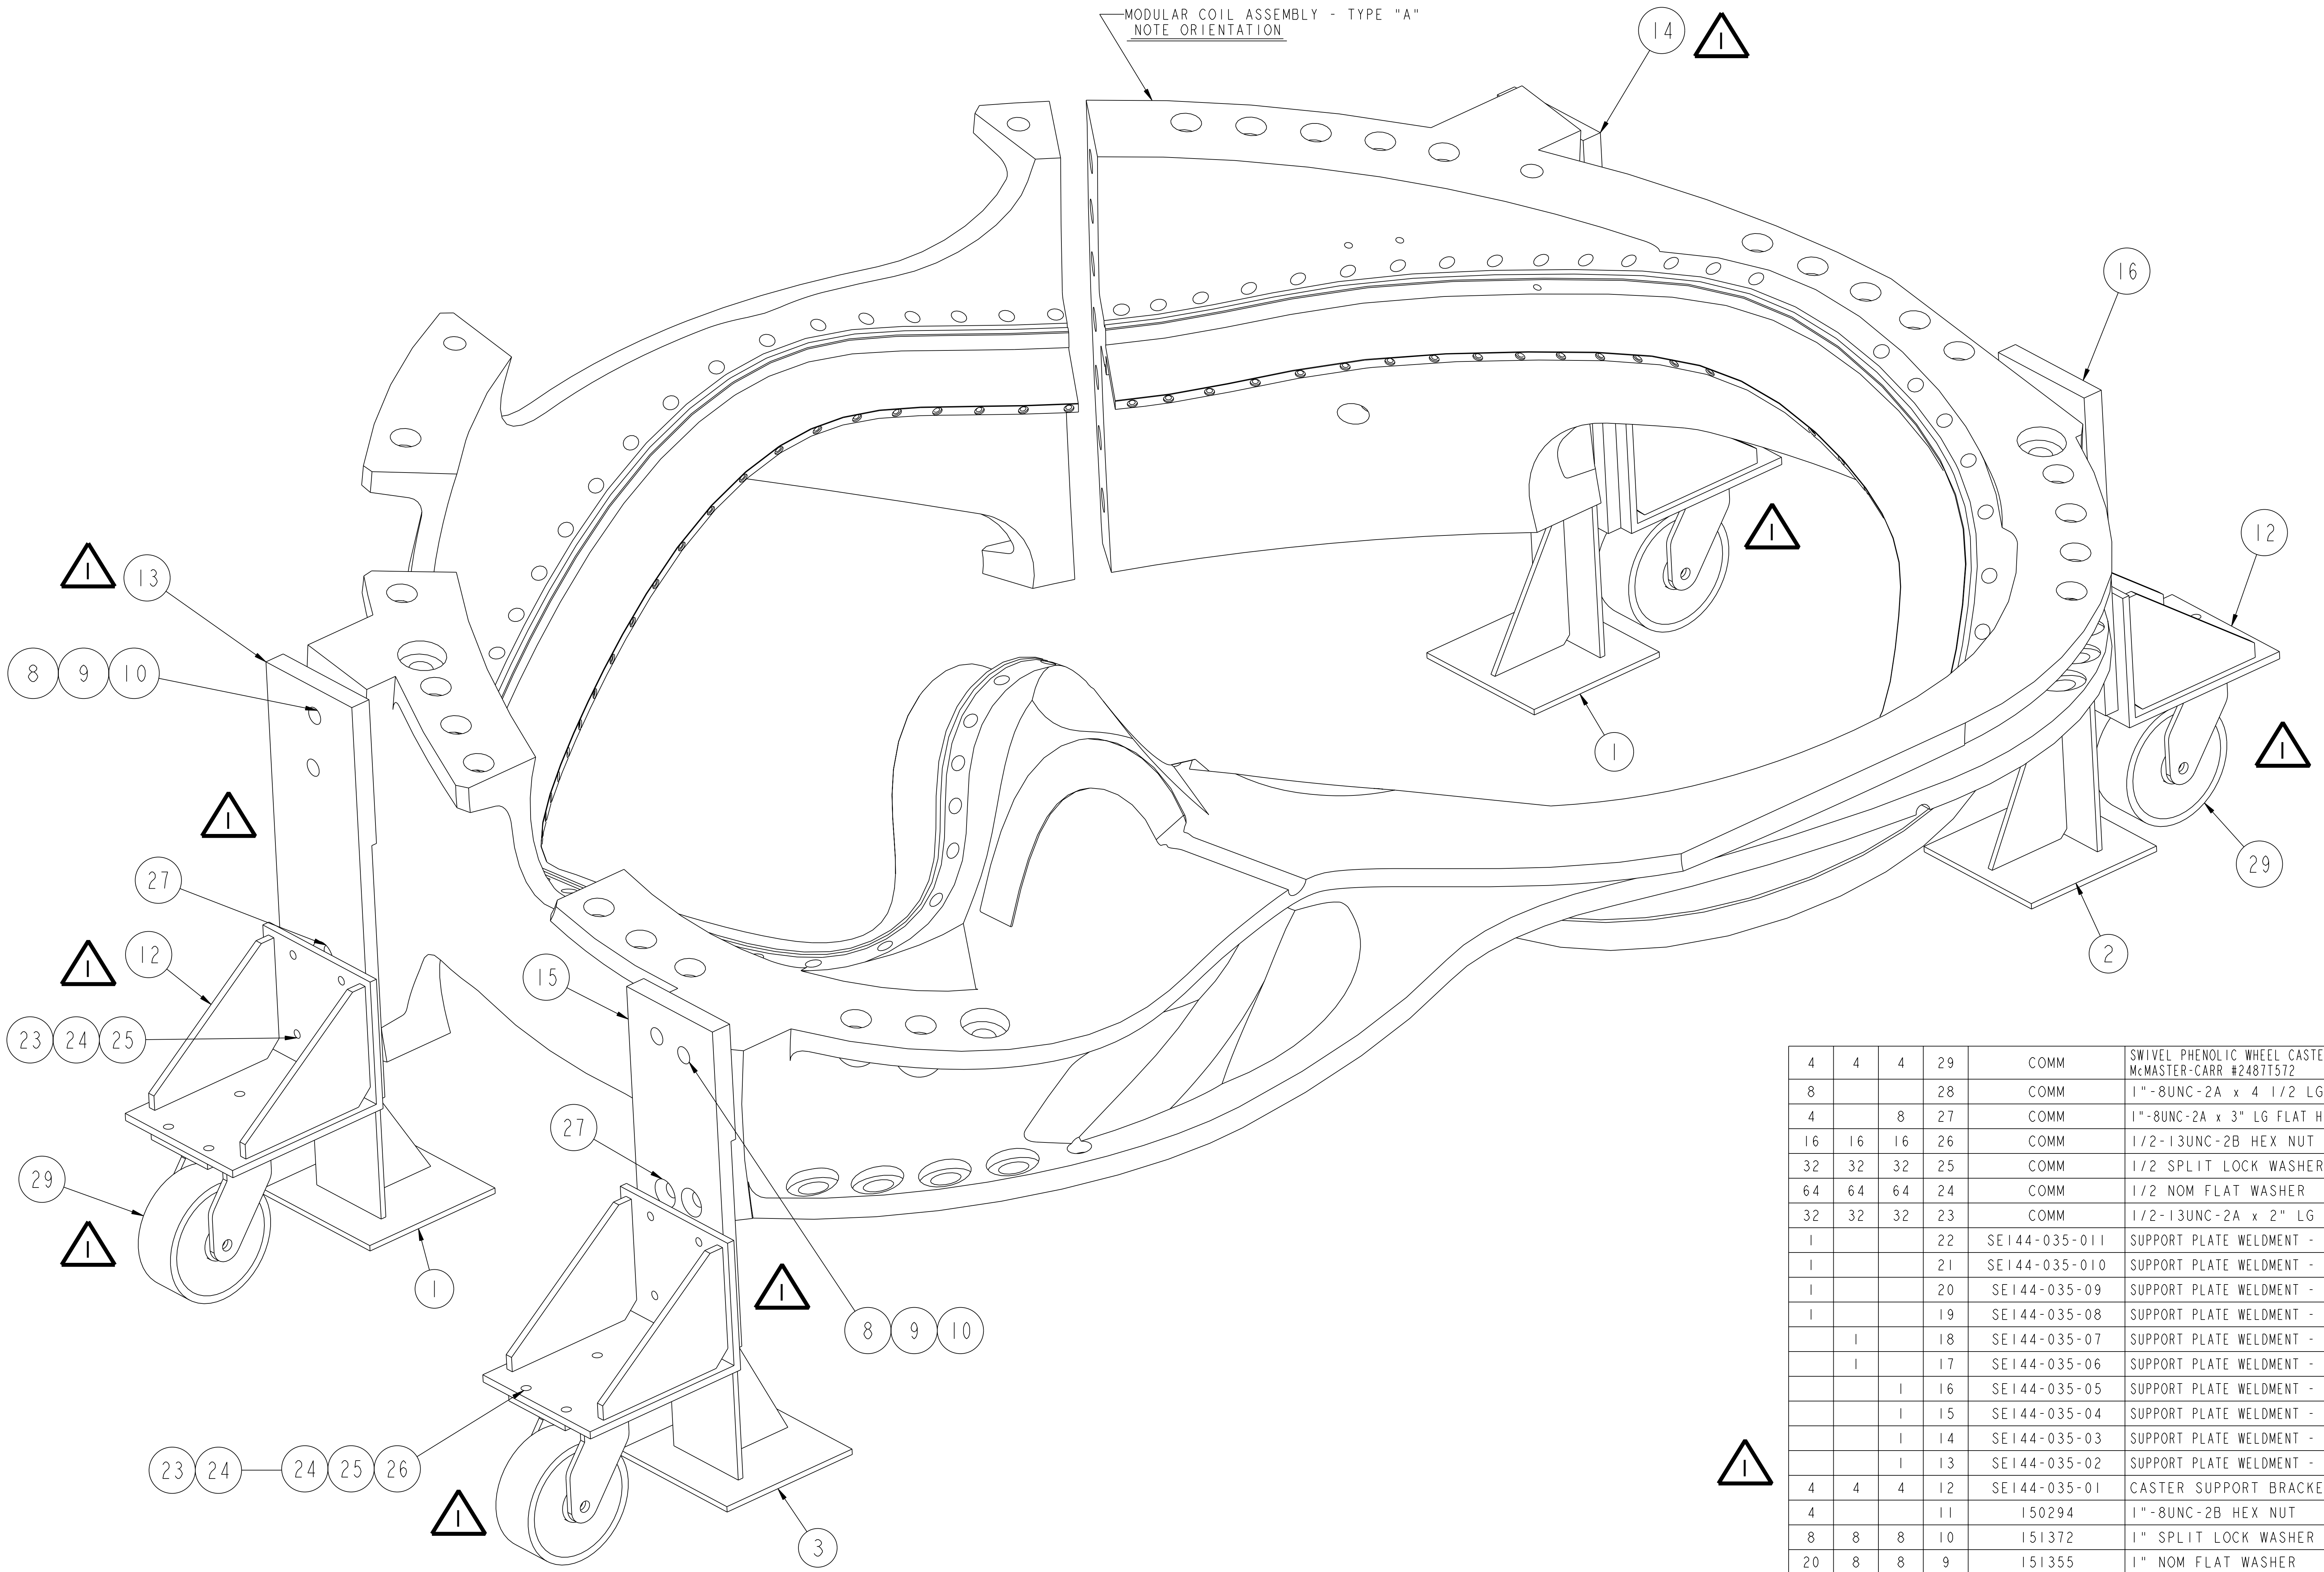 MODULAR COIL ASSEMBLY - TYPE "A"
NOTE ORIENTATION
14
1
16
12
1
13
8 9 10
1
1
1
27
12
1
29
2
15
23 24 25
27
29
1
1
1
8 9 10
23 24 24 25 26
1
3
1
4 4 4 29 COMM SWIVEL PHENOLIC WHEEL CASTE
McMASTER-CARR #2487T572
8 28 COMM 1"-8UNC-2A x 4 1/2 LG
4 8 27 COMM 1"-8UNC-2A x 3" LG FLAT H
16 16 16 26 COMM 1/2-13UNC-2B HEX NUT
32 32 32 25 COMM 1/2 SPLIT LOCK WASHER
64 64 64 24 COMM 1/2 NOM FLAT WASHER
32 32 32 23 COMM 1/2-13UNC-2A x 2" LG
1 22 SE144-035-011 SUPPORT PLATE WELDMENT -
1 21 SE144-035-010 SUPPORT PLATE WELDMENT -
1 20 SE144-035-09 SUPPORT PLATE WELDMENT -
1 19 SE144-035-08 SUPPORT PLATE WELDMENT -
1 18 SE144-035-07 SUPPORT PLATE WELDMENT -
1 17 SE144-035-06 SUPPORT PLATE WELDMENT -
1 16 SE144-035-05 SUPPORT PLATE WELDMENT -
1 15 SE144-035-04 SUPPORT PLATE WELDMENT -
1 14 SE144-035-03 SUPPORT PLATE WELDMENT -
1 13 SE144-035-02 SUPPORT PLATE WELDMENT -
1
4 4 4 12 SE144-035-01 CASTER SUPPORT BRACKE
4 11 150294 1"-8UNC-2B HEX NUT
8 8 8 10 151372 1" SPLIT LOCK WASHER
20 8 8 9 151355 1" NOM FLAT WASHER